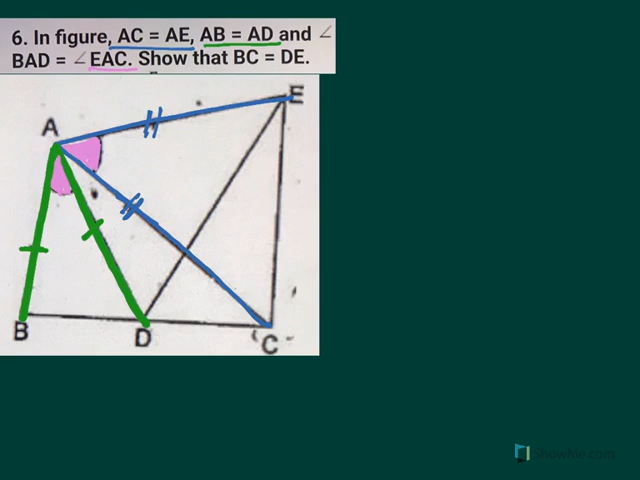 6. In figure, AC = AE, AB = AD and ∠
BAD = ∠EAC. Show that BC = DE.
E
A
B
D
C
ShowMe.com